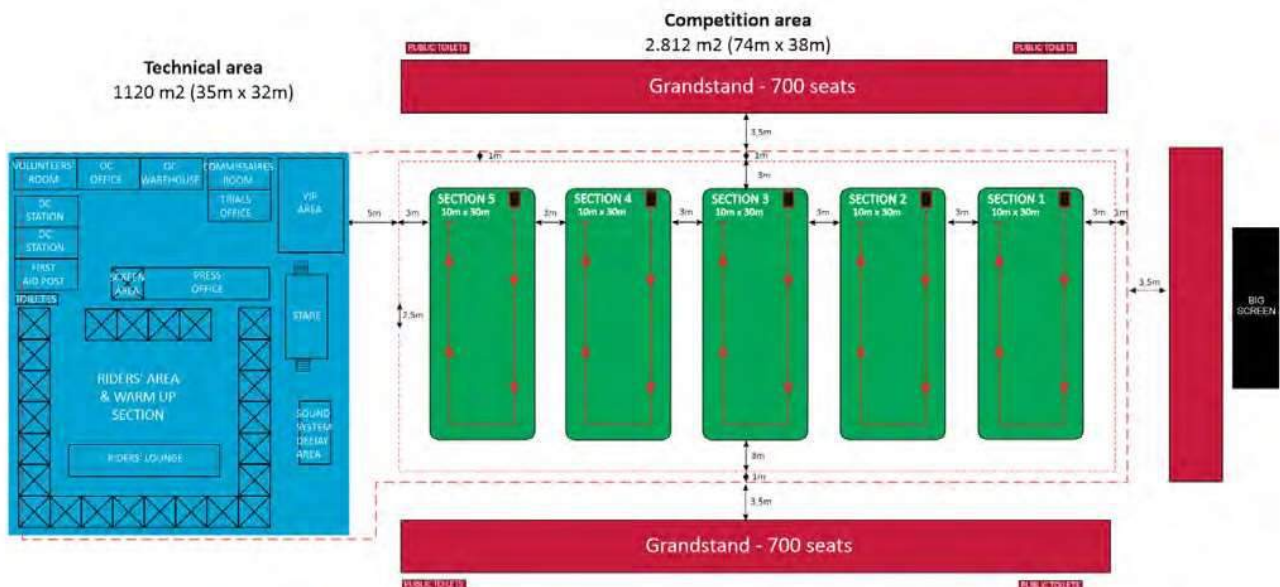 Competition area
2.812 m2 (74m x 38m)
PUBLIC TOILETS
PUBLIC TOILETS
Technical area
1120 m2 (35m x 32m)
Grandstand - 700 seats
3,5m
1m
1m
3m
VOLUNTEERS'
ROOM
OC
OFFICE
OC
WAREHOUSE
COMMISSAIRES
ROOM
TRIALS
OFFICE
VIP
AREA
DC
STATION
DC
STATION
FIRST
AID POST
TOILETES
SCREEN
AREA
PRESS
OFFICE
STAGE
RIDERS' AREA
& WARM UP
SECTION
RIDERS' LOUNGE
SOUND
SYSTEM
DEEJAY
AREA
5m
3m
SECTION 5
10m x 30m
3m
SECTION 4
10m x 30m
3m
SECTION 3
10m x 30m
3m
SECTION 2
10m x 30m
3m
SECTION 1
10m x 30m
3m
1m
2,5m
3,5m
BIG
SCREEN
3m
1m
3,5m
Grandstand - 700 seats
PUBLIC TOILETS
PUBLIC TOILETS